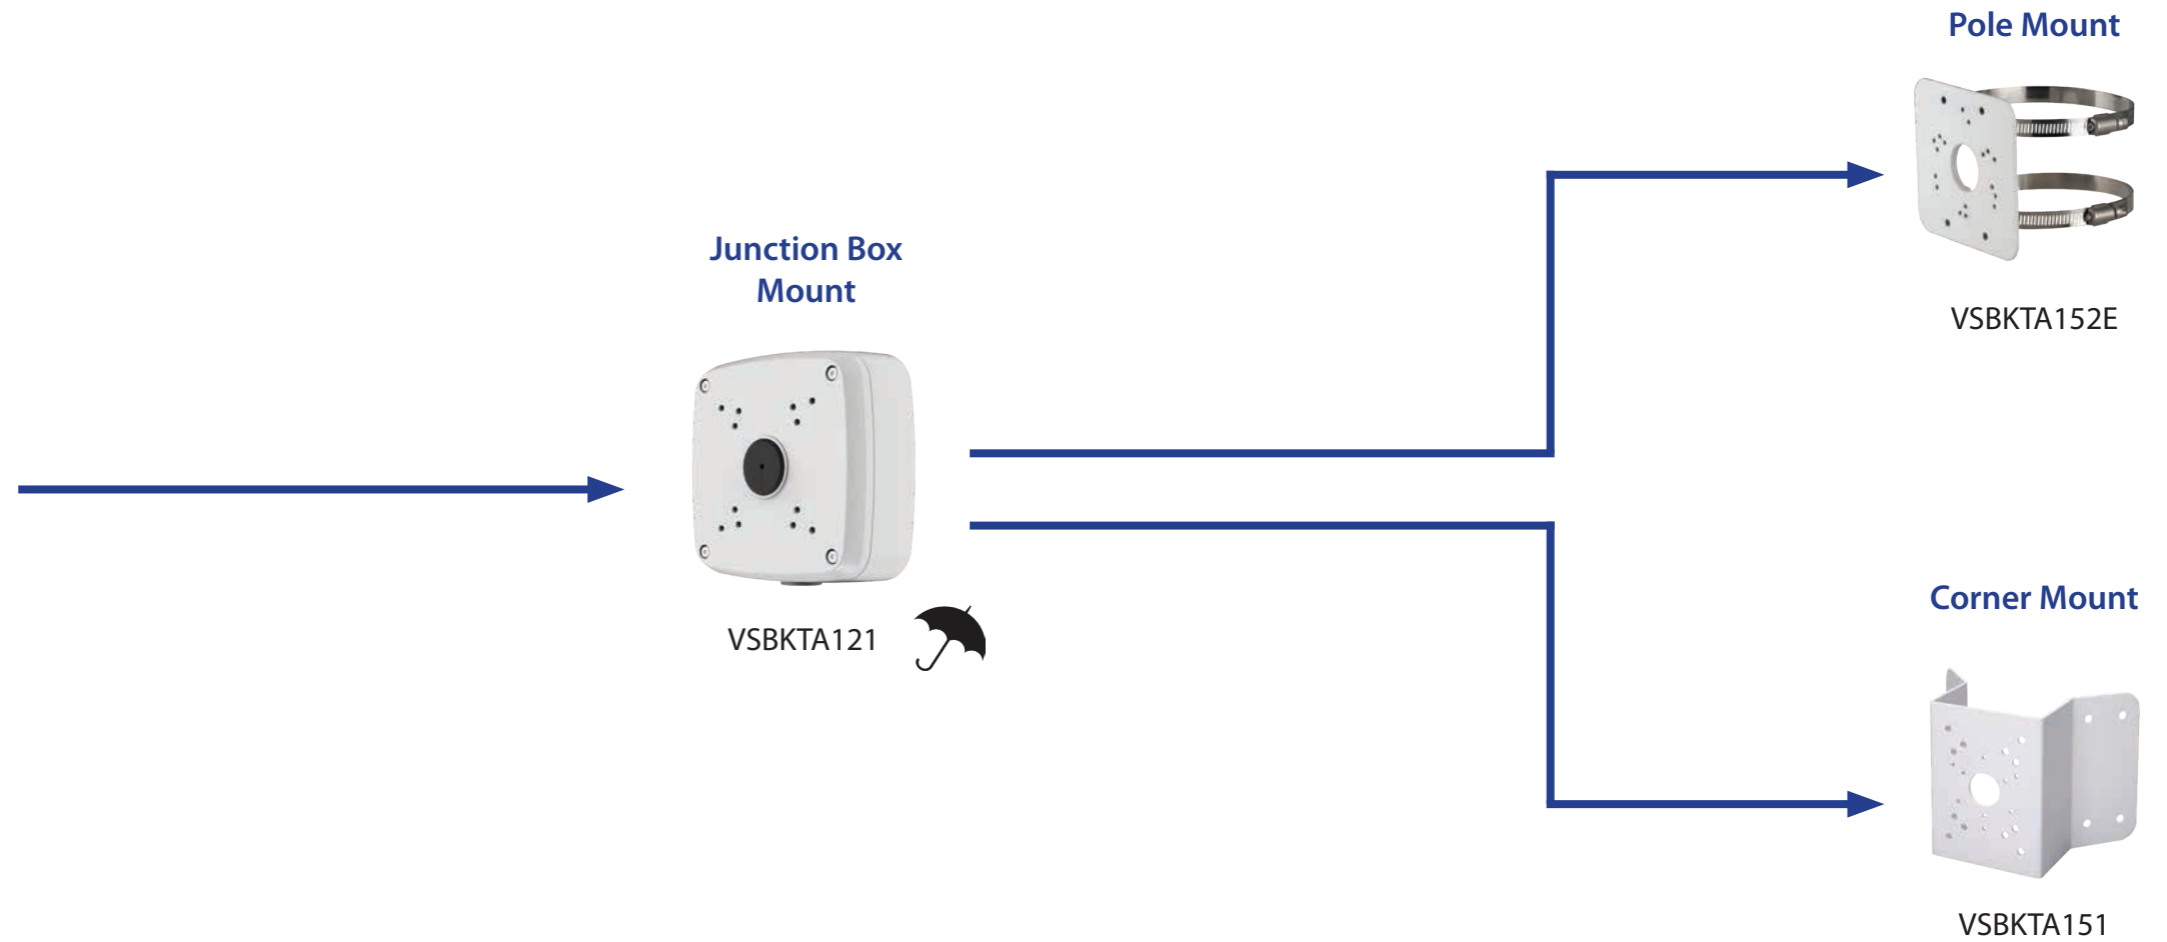 Pole Mount
VSBKTA152E
Junction Box
Mount
VSBKTA121
Corner Mount
VSBKTA151